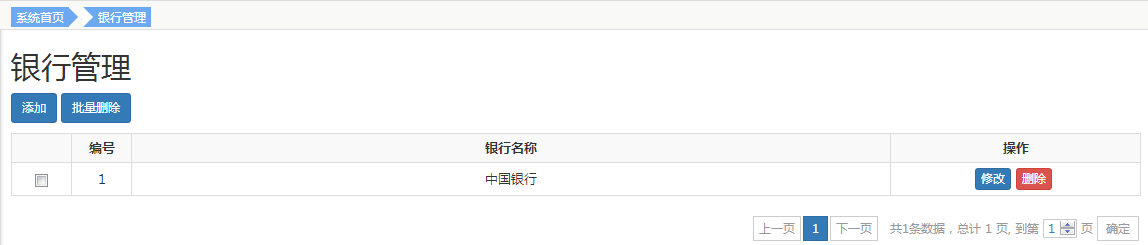 系统首页 银行管理
银行管理
添加 批量删除
编号 银行名称 操作
1 中国银行 修改 删除
上一页 1 下一页 共1条数据，总计 1 页, 到第 1 页 确定